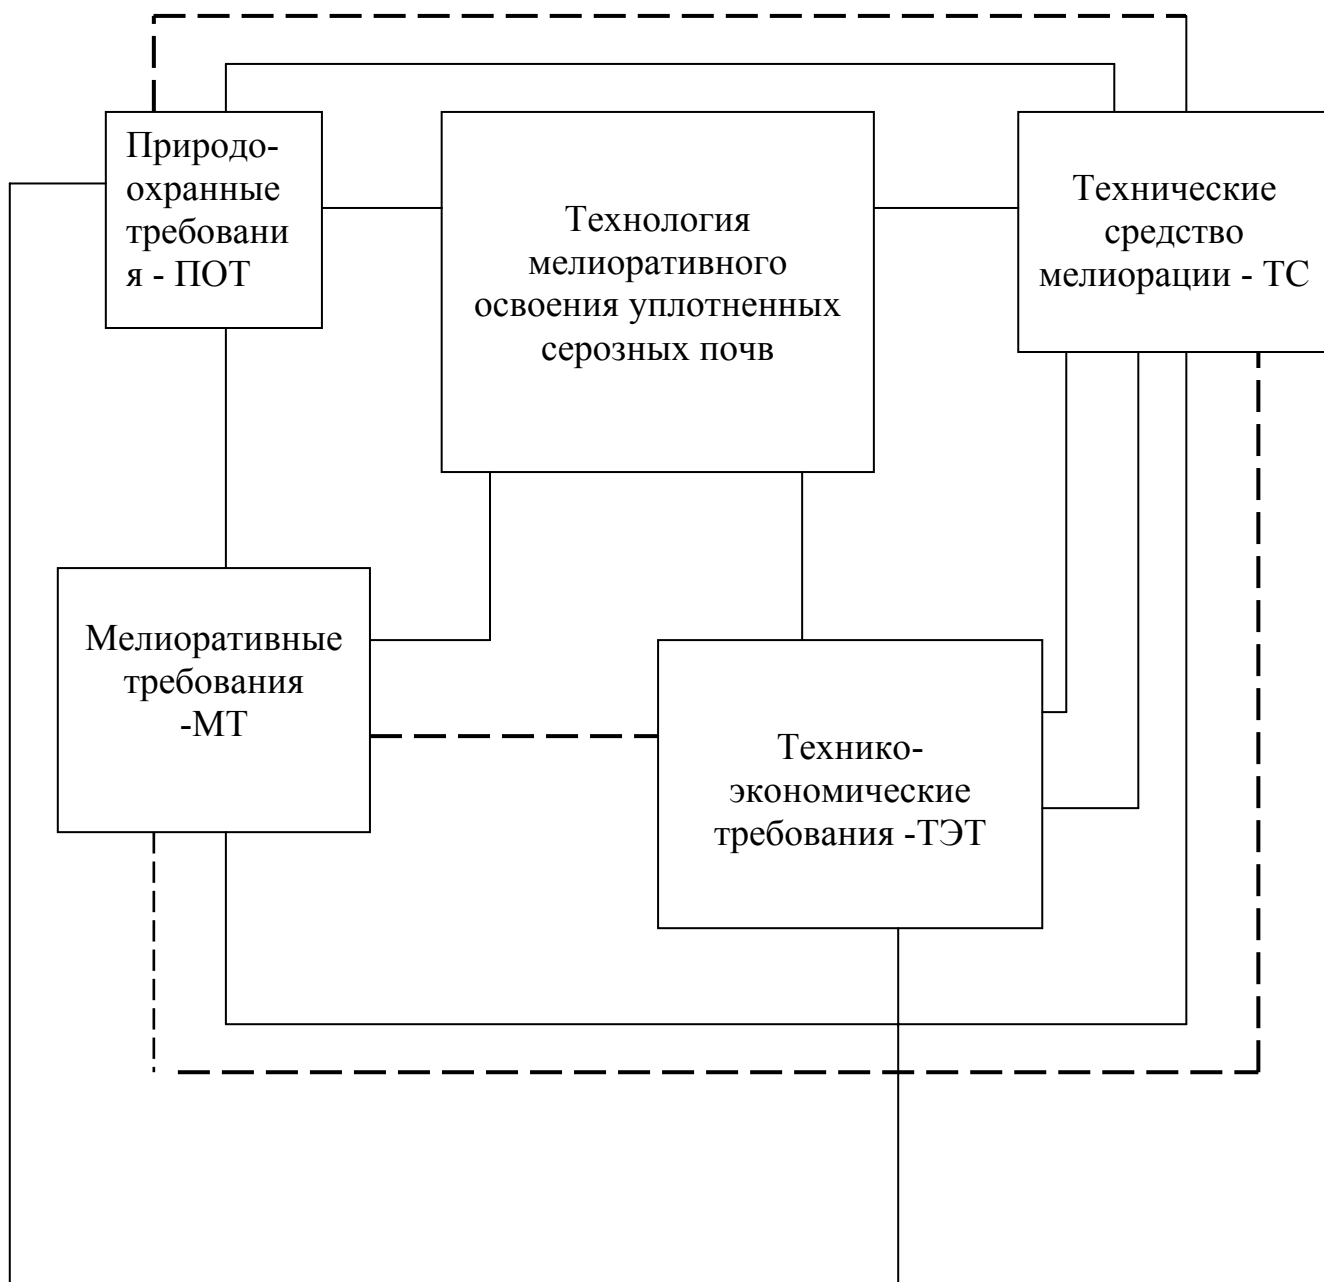 Природо-
охранные
требовани
я - ПОТ
Технология
мелиоративного
освоения уплотненных
серозных почв
Технические
средство
мелиорации - ТС
Мелиоративные
требования
-МТ
Технико-
экономические
требования -ТЭТ